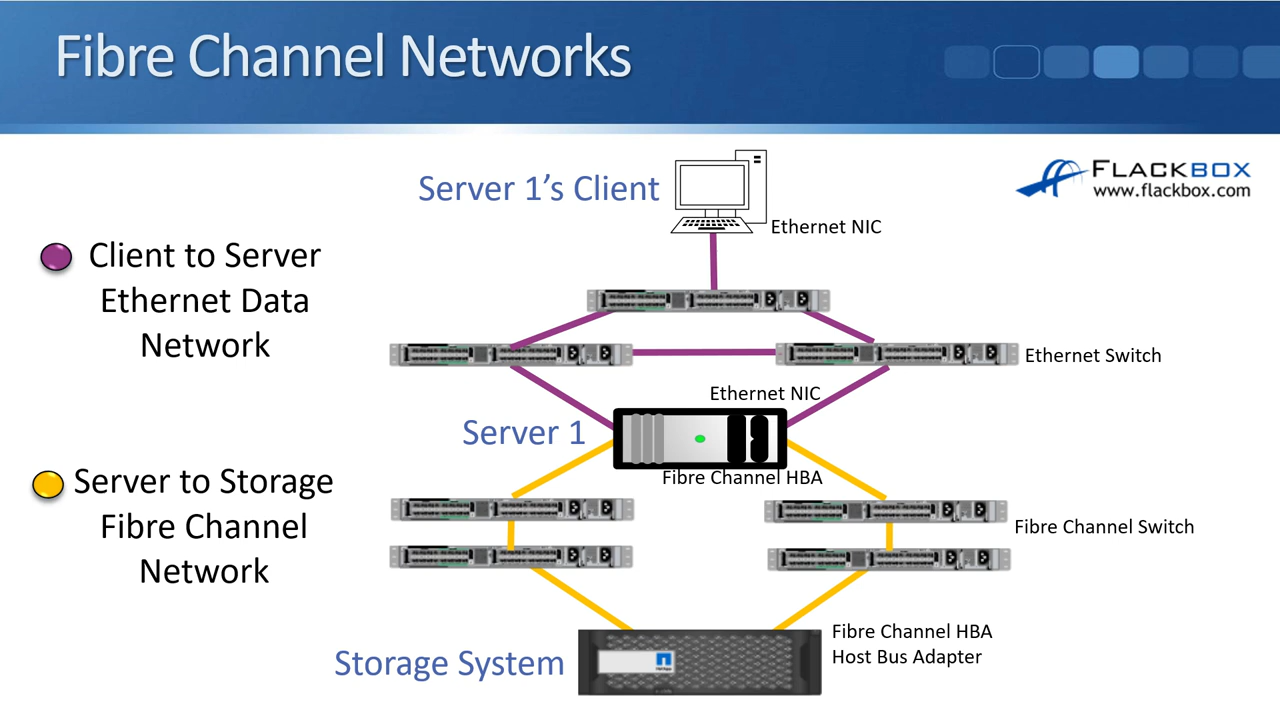 Fibre Channel Networks
FLACKBOX
www.flackbox.com
Server 1's Client
Ethernet NIC
Client to Server
Ethernet Data
Network
Ethernet Switch
Ethernet NIC
Server 1
Fibre Channel HBA
Server to Storage
Fibre Channel
Network
Fibre Channel Switch
Fibre Channel HBA
Host Bus Adapter
Storage System